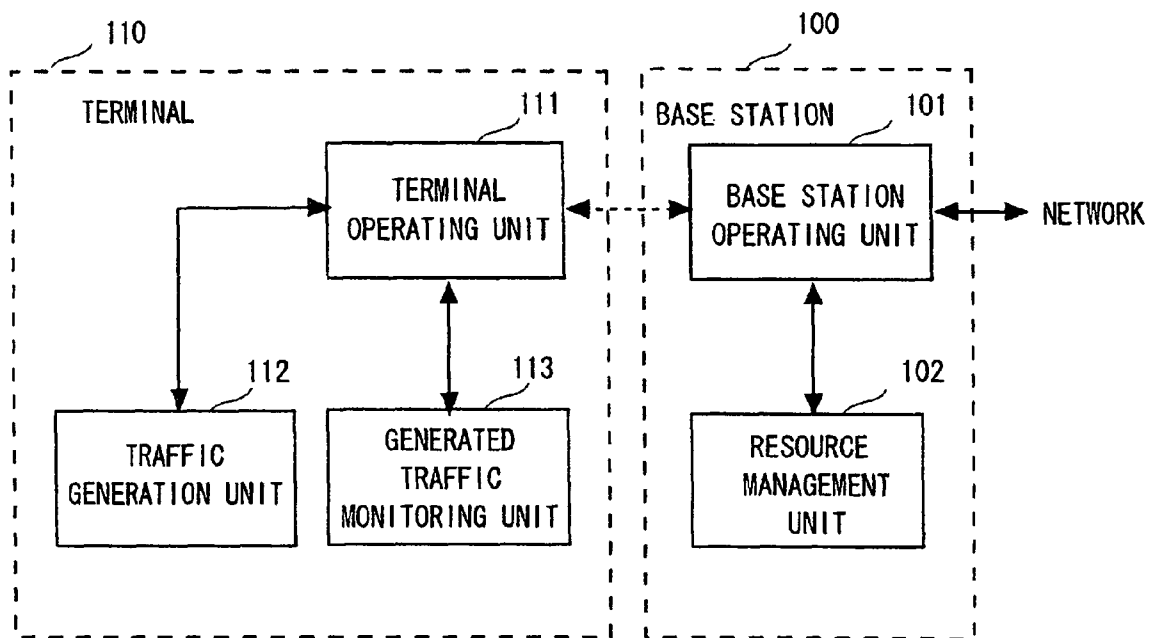 110
100
TERMINAL
111
BASE STATION
101
TERMINAL
OPERATING UNIT
BASE STATION
OPERATING UNIT
NETWORK
112
113
102
TRAFFIC
GENERATION UNIT
GENERATED
TRAFFIC
MONITORING UNIT
RESOURCE
MANAGEMENT
UNIT